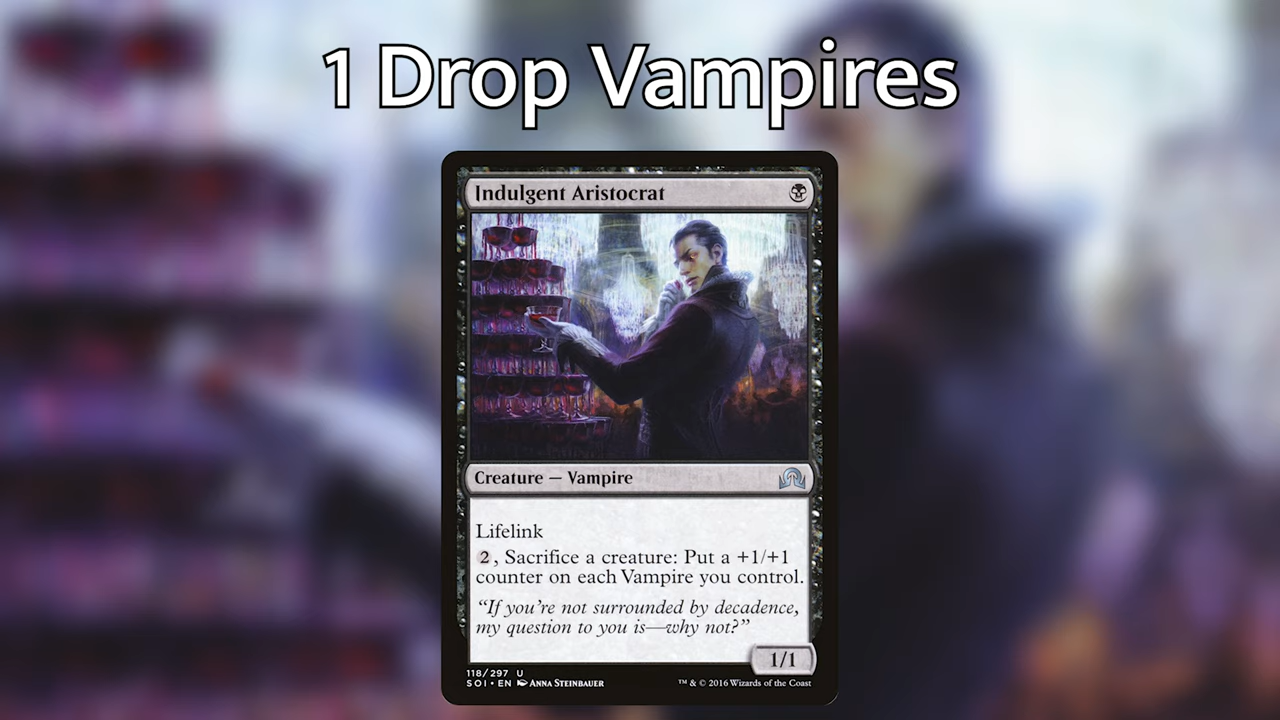 1 Drop Vampires
Indulgent Aristocrat
Creature — Vampire
Lifelink
2, Sacrifice a creature: Put a +1/+1
counter on each Vampire you control.
“If you’re not surrounded by decadence,
my question to you is—why not?”
1/1
118/297 U
SOI • EN Anna Steinbauer
™ & © 2016 Wizards of the Coast